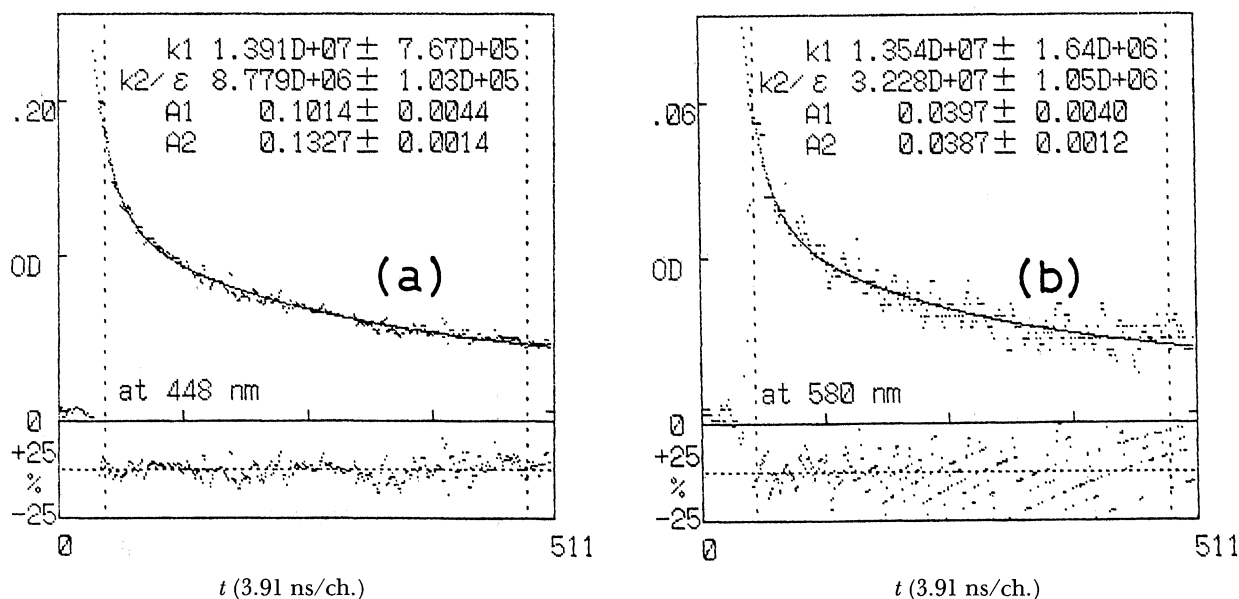 k1 1.391D+07± 7.67D+05
k2/ε 8.779D+06± 1.03D+05
A1 0.1014± 0.0044
A2 0.1327± 0.0014
.20
OD
(a)
at 448 nm
0
+25
%
-25
0 511
t (3.91 ns/ch.)
k1 1.354D+07± 1.64D+06
k2/ε 3.228D+07± 1.05D+06
A1 0.0397± 0.0040
A2 0.0387± 0.0012
.06
OD
(b)
at 580 nm
0
+25
%
-25
0 511
t (3.91 ns/ch.)